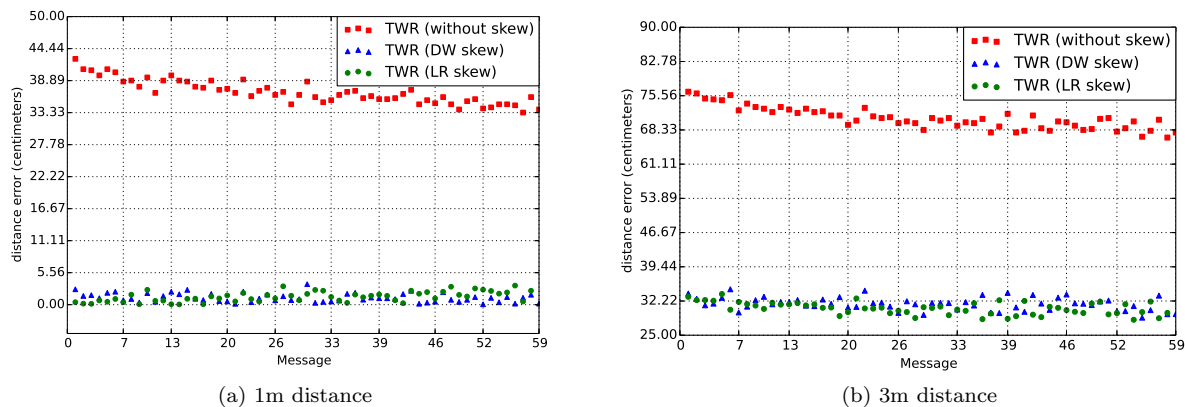 50.00
44.44
38.89
33.33
27.78
22.22
16.67
11.11
5.56
0.00
distance error (centimeters)
TWR (without skew)
TWR (DW skew)
TWR (LR skew)
0 7 13 20 26 33 39 46 52 59
Message
(a) 1m distance
90.00
82.78
75.56
68.33
61.11
53.89
46.67
39.44
32.22
25.00
distance error (centimeters)
TWR (without skew)
TWR (DW skew)
TWR (LR skew)
0 7 13 20 26 33 39 46 52 59
Message
(b) 3m distance